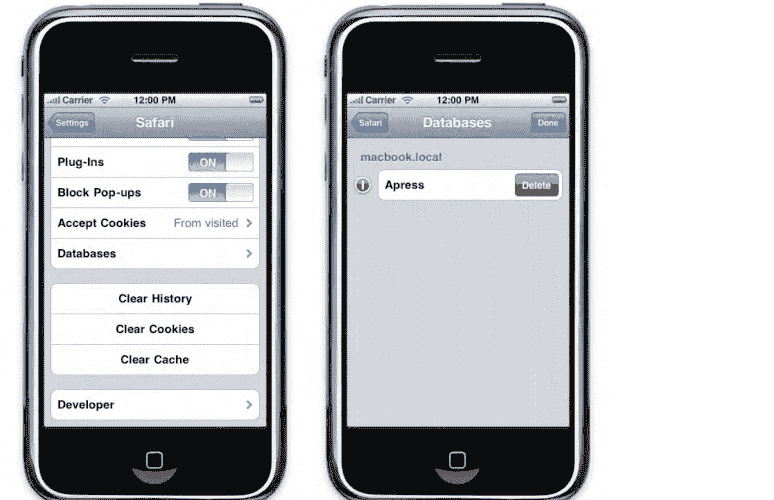 Carrier 12:00 PM
Settings Safari
Plug-Ins ON
Block Pop-ups ON
Accept Cookies From visited
Databases
Clear History
Clear Cookies
Clear Cache
Developer
Carrier 12:00 PM
Safari Databases Done
macbook.local
Apress Delete